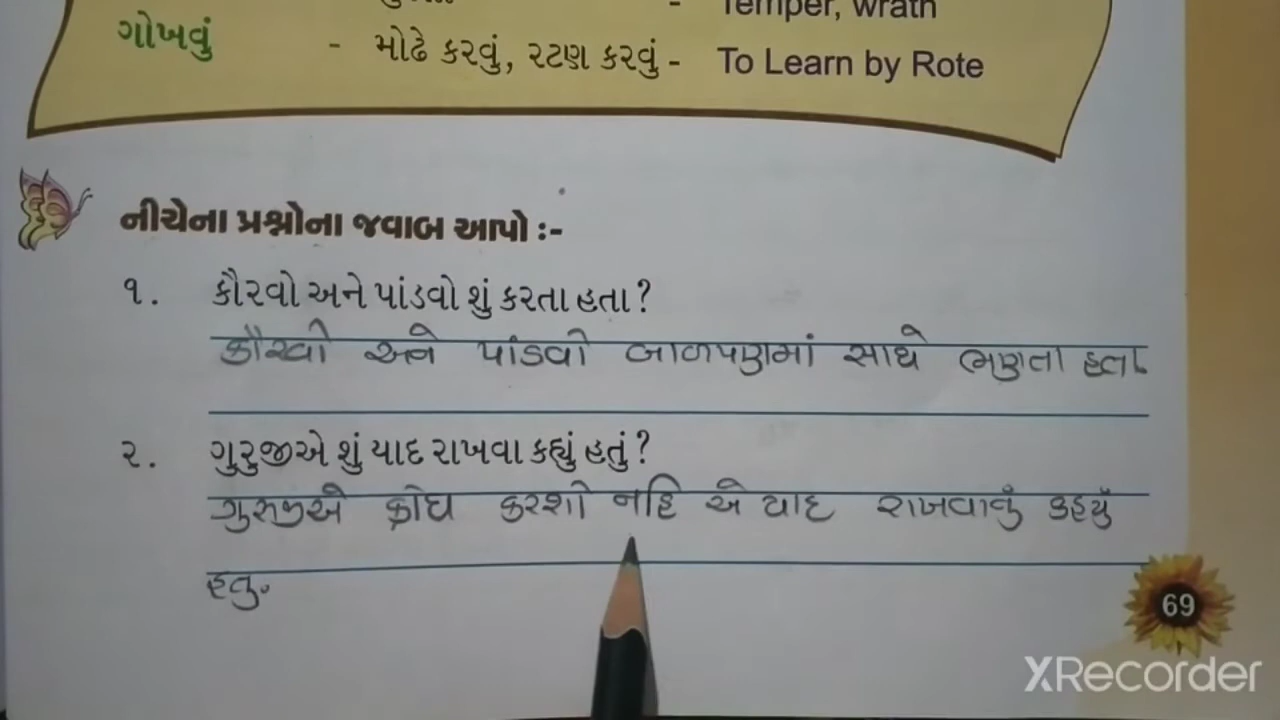 - Temper, Wrath
ગોખવું - મોઢે કરવું, રટણ કરવું - To Learn by Rote
નીચેના પ્રશ્નોના જવાબ આપો :-
૧. કૌરવો અને પાંડવો શું કરતા હતા?
કૌરવો અને પાંડવો બાળપણમાં સાથે ભણતા હતા.
૨. ગુરુજીએ શું યાદ રાખવા કહ્યું હતું?
ગુરુજીએ ક્રોધ કરશો નહિ એ યાદ રાખવાનું કહયું
હતુ.
69
XRecorder